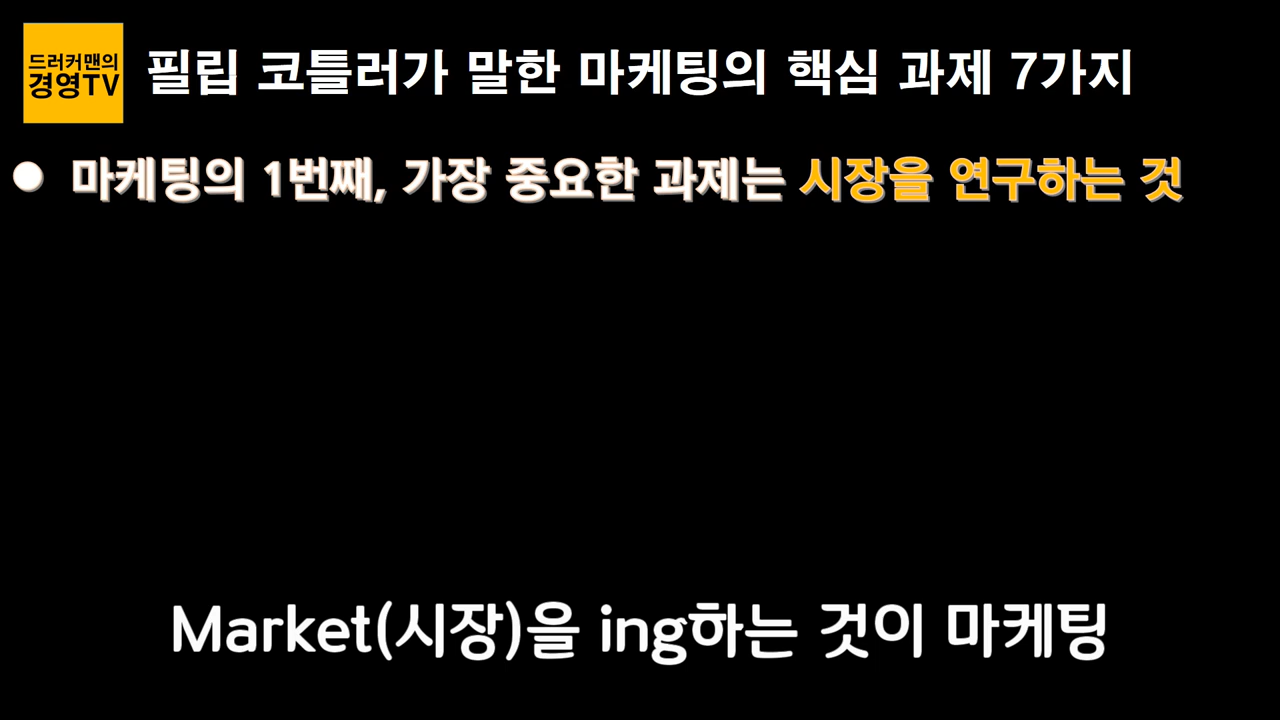 드러커맨의
경영TV
필립 코틀러가 말한 마케팅의 핵심 과제 7가지
● 마케팅의 1번째, 가장 중요한 과제는 시장을 연구하는 것
Market(시장)을 ing하는 것이 마케팅